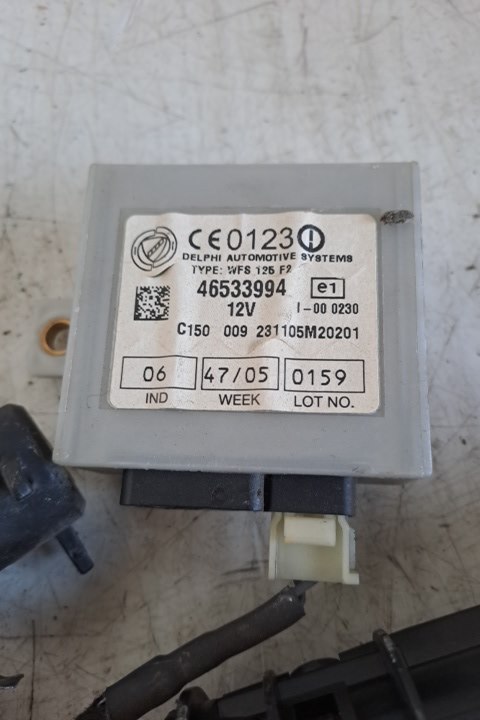 CE0123
DELPHI AUTOMOTIVE SYSTEMS
TYPE: WFS 125 F2
46533994 e1
12V I-00 0230
C150 009 231105M20201
06 47/05 0159
IND WEEK LOT NO.